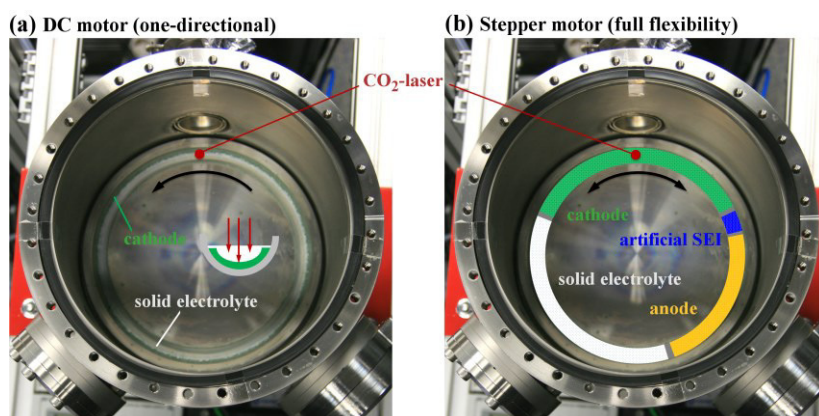 (a) DC motor (one-directional)
(b) Stepper motor (full flexibility)
CO₂-laser
cathode
solid electrolyte
cathode
artificial SEI
solid electrolyte
anode